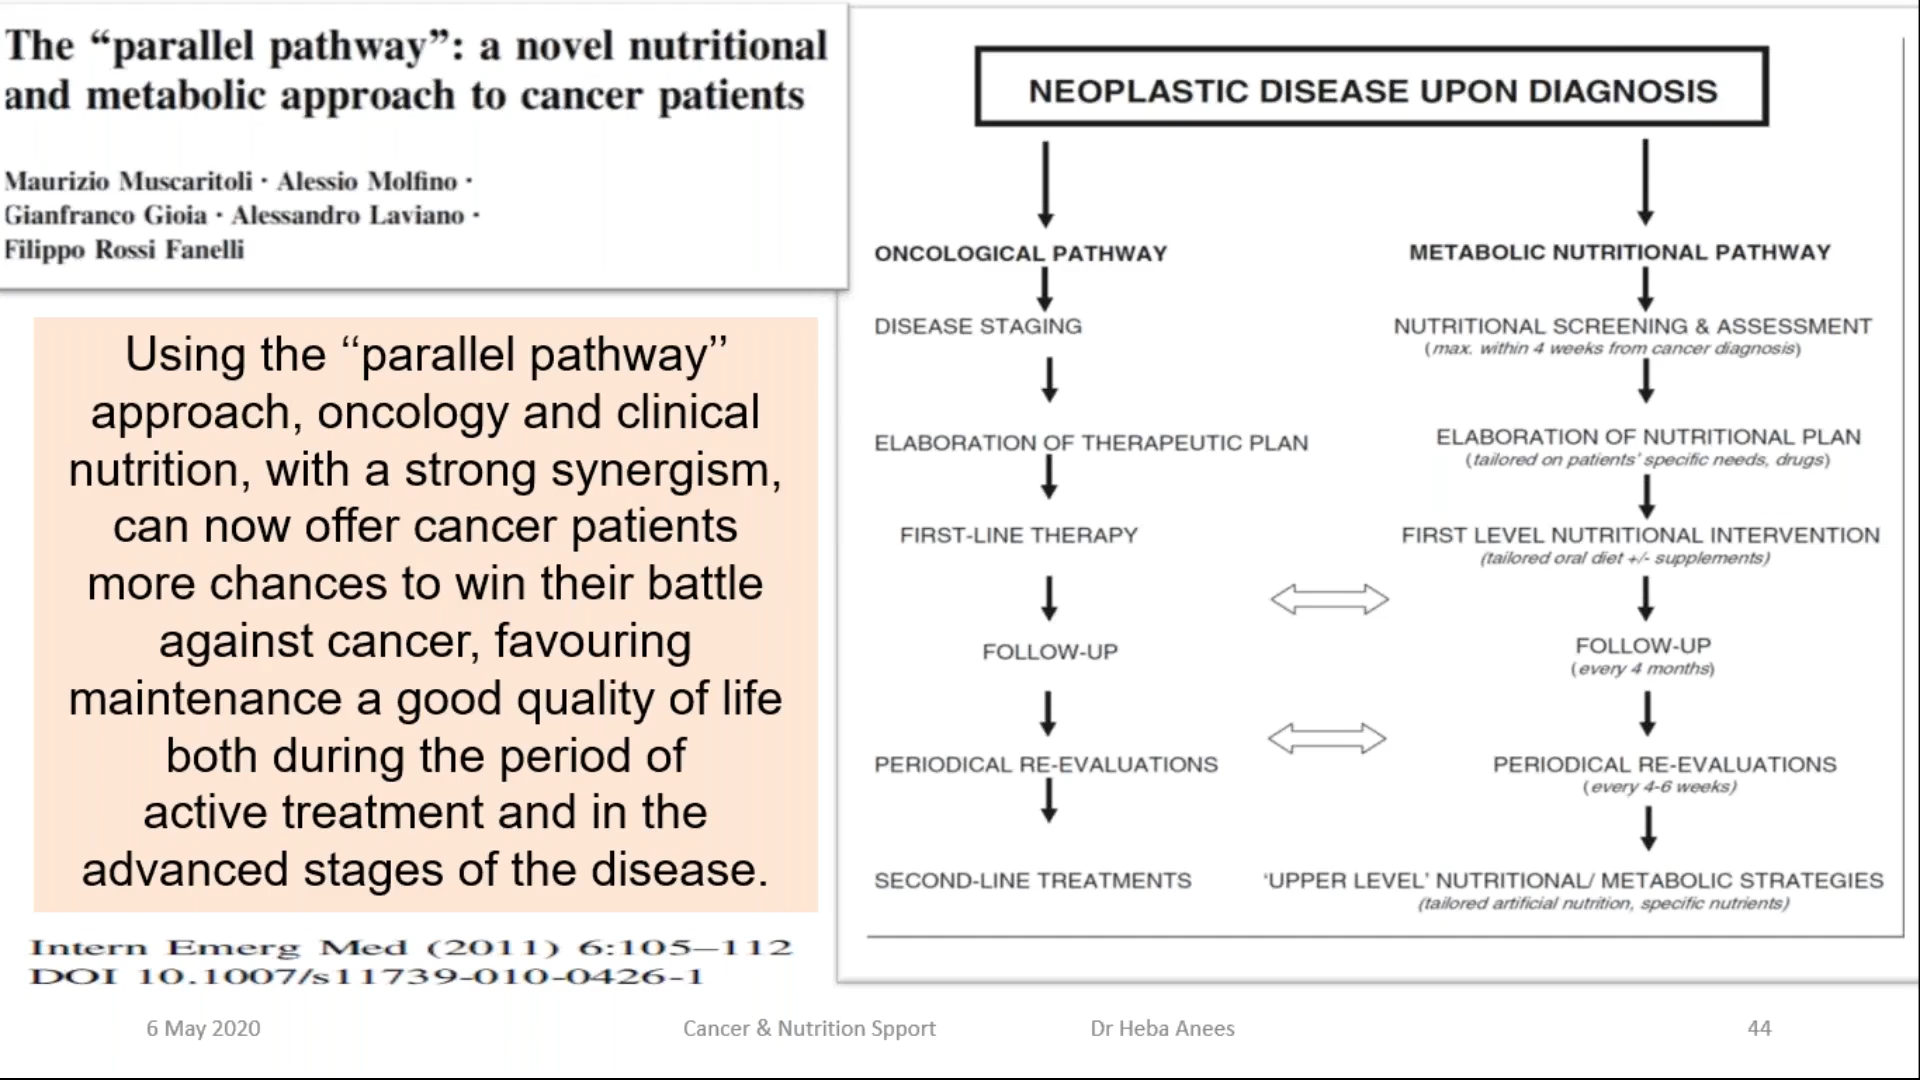 The “parallel pathway”: a novel nutritional
and metabolic approach to cancer patients
Maurizio Muscaritoli · Alessio Molfino ·
Gianfranco Gioia · Alessandro Laviano ·
Filippo Rossi Fanelli
Using the ‘‘parallel pathway’’
approach, oncology and clinical
nutrition, with a strong synergism,
can now offer cancer patients
more chances to win their battle
against cancer, favouring
maintenance a good quality of life
both during the period of
active treatment and in the
advanced stages of the disease.
Intern Emerg Med (2011) 6:105–112
DOI 10.1007/s11739-010-0426-1
NEOPLASTIC DISEASE UPON DIAGNOSIS
ONCOLOGICAL PATHWAY
DISEASE STAGING
ELABORATION OF THERAPEUTIC PLAN
FIRST-LINE THERAPY
FOLLOW-UP
PERIODICAL RE-EVALUATIONS
SECOND-LINE TREATMENTS
METABOLIC NUTRITIONAL PATHWAY
NUTRITIONAL SCREENING & ASSESSMENT
(max. within 4 weeks from cancer diagnosis)
ELABORATION OF NUTRITIONAL PLAN
(tailored on patients' specific needs, drugs)
FIRST LEVEL NUTRITIONAL INTERVENTION
(tailored oral diet +/- supplements)
FOLLOW-UP
(every 4 months)
PERIODICAL RE-EVALUATIONS
(every 4-6 weeks)
‘UPPER LEVEL’ NUTRITIONAL/ METABOLIC STRATEGIES
(tailored artificial nutrition, specific nutrients)
6 May 2020
Cancer & Nutrition Spport
Dr Heba Anees
44